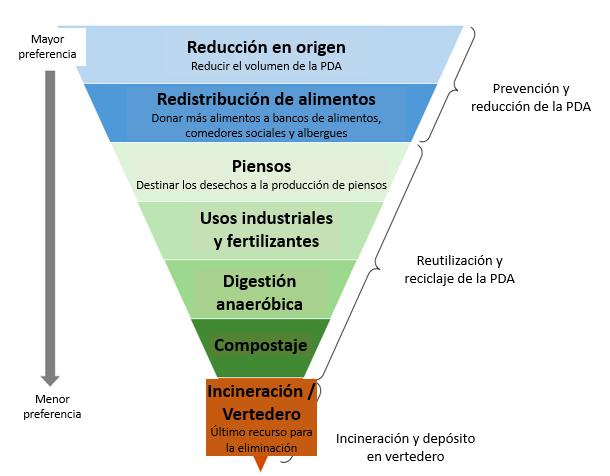 Mayor
preferencia
Reducción en origen
Reducir el volumen de la PDA
Redistribución de alimentos
Donar más alimentos a bancos de alimentos,
comedores sociales y albergues
Prevención y
reducción de la PDA
Piensos
Destinar los desechos a la producción de piensos
Usos industriales
y fertilizantes
Digestión
anaeróbica
Compostaje
Reutilización y
reciclaje de la PDA
Menor
preferencia
Incineración /
Vertedero
Último recurso para
la eliminación
Incineración y depósito
en vertedero